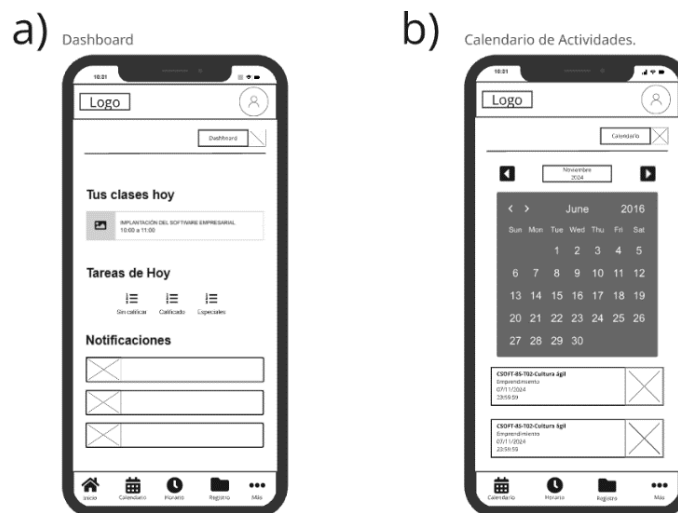 a)
Dashboard
10:01
Logo
Dashboard
Tus clases hoy
IMPLANTACIÓN DEL SOFTWARE EMPRESARIAL
10:00 a 11:00
Tareas de Hoy
Sin calificar Calificado Especiales
Notificaciones
Inicio Calendario Horario Registro Más
b)
Calendario de Actividades.
10:01
Logo
Calendario
Noviembre
2024
< > June 2016
Sun Mon Tue Wed Thu Fri Sat
1 2 3 4 5
6 7 8 9 10 11 12
13 14 15 16 17 18 19
20 21 22 23 24 25 26
27 28 29 30
CSOFT-8S-T02-Cultura ágil
Emprendimiento
07/11/2024
23:59:59
CSOFT-8S-T02-Cultura ágil
Emprendimiento
07/11/2024
23:59:59
Calendario Horario Registro Más